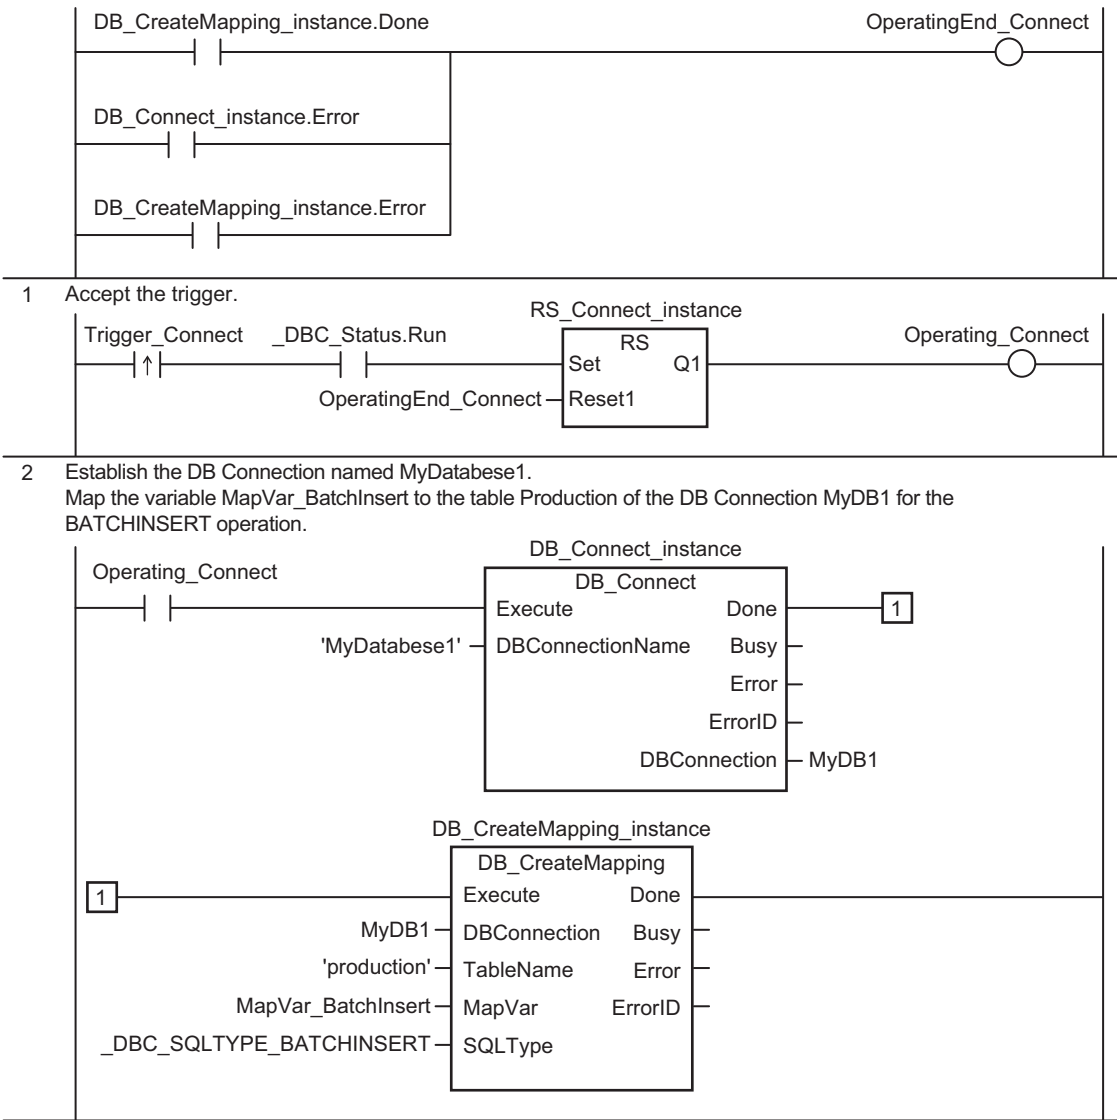 DB_CreateMapping_instance.Done
OperatingEnd_Connect
DB_Connect_instance.Error
DB_CreateMapping_instance.Error
1 Accept the trigger.
RS_Connect_instance
Trigger_Connect
_DBC_Status.Run
RS
Operating_Connect
Set Q1
OperatingEnd_Connect
Reset1
2 Establish the DB Connection named MyDatabese1.
Map the variable MapVar_BatchInsert to the table Production of the DB Connection MyDB1 for the
BATCHINSERT operation.
DB_Connect_instance
Operating_Connect
DB_Connect
Execute Done
1
'MyDatabese1'
DBConnectionName Busy
Error
ErrorID
DBConnection
MyDB1
DB_CreateMapping_instance
DB_CreateMapping
1
Execute Done
MyDB1
DBConnection Busy
'production'
TableName Error
MapVar_BatchInsert
MapVar ErrorID
_DBC_SQLTYPE_BATCHINSERT
SQLType